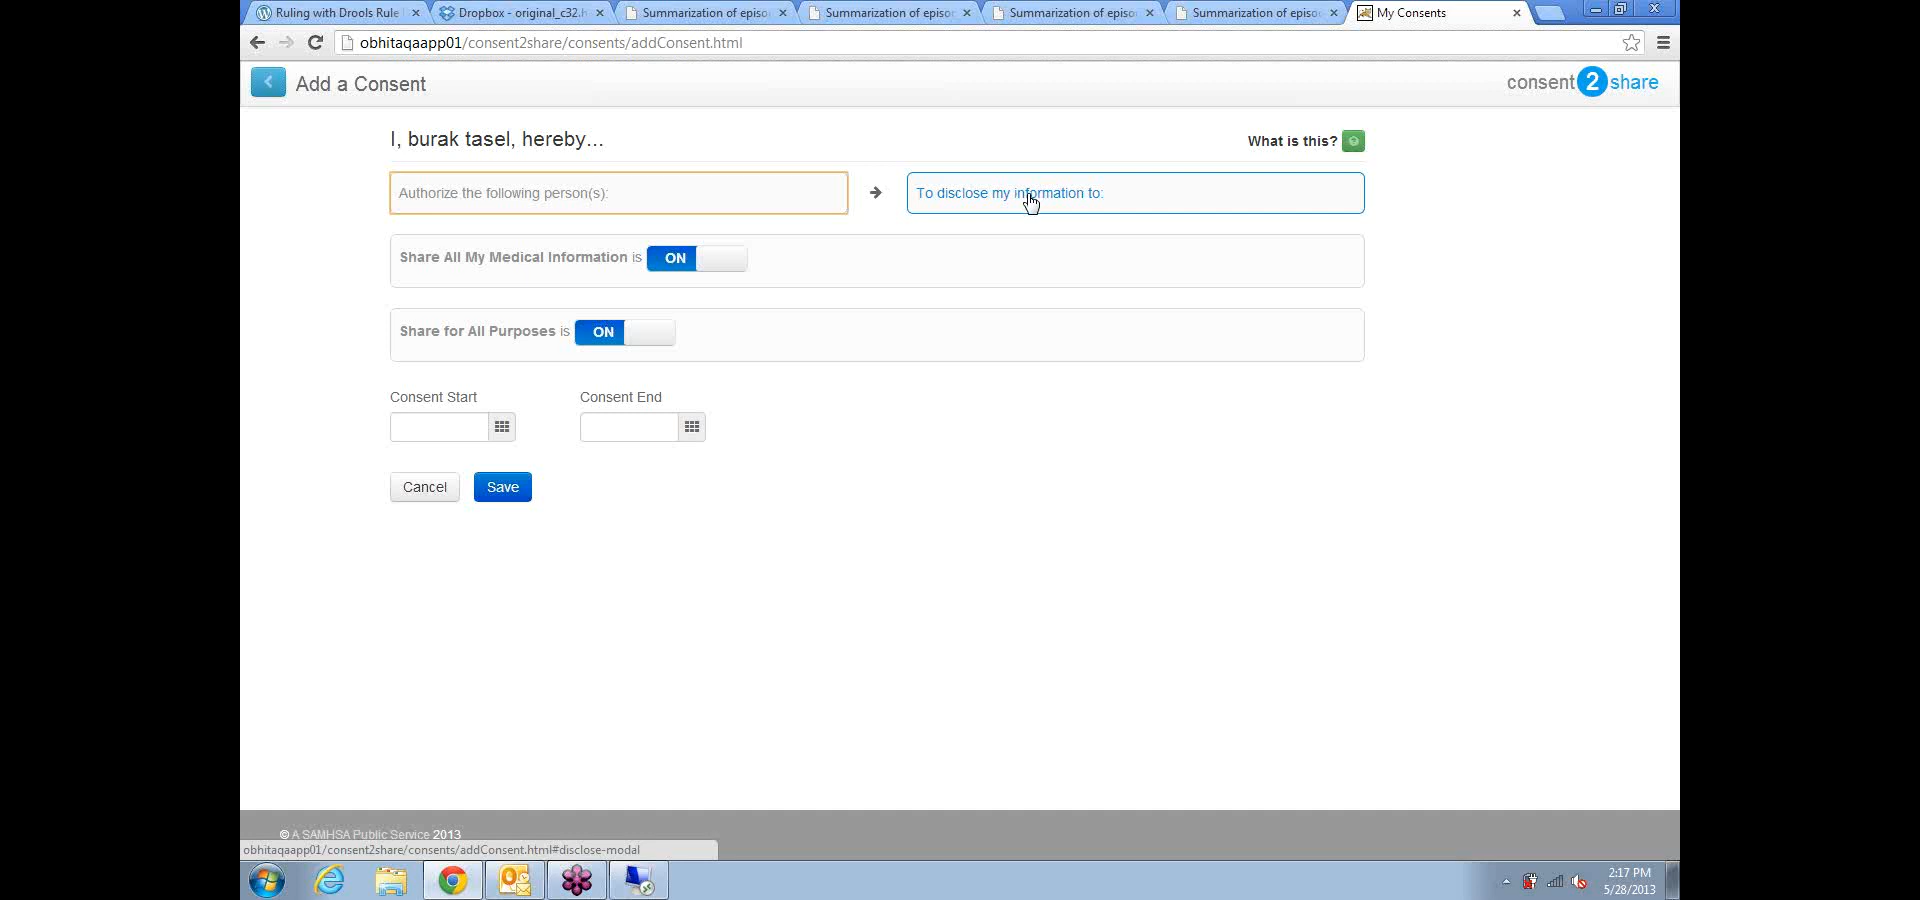 Ruling with Drools Rule
Dropbox - original_c32.h
Summarization of episo
Summarization of episo
Summarization of episo
Summarization of episo
My Consents
obhitaqaapp01/consent2share/consents/addConsent.html
Add a Consent
consent 2 share
I, burak tasel, hereby...
What is this?
Authorize the following person(s):
To disclose my information to:
Share All My Medical Information is ON
Share for All Purposes is ON
Consent Start
Consent End
Cancel
Save
© A SAMHSA Public Service 2013
obhitaqaapp01/consent2share/consents/addConsent.html#disclose-modal
2:17 PM
5/28/2013